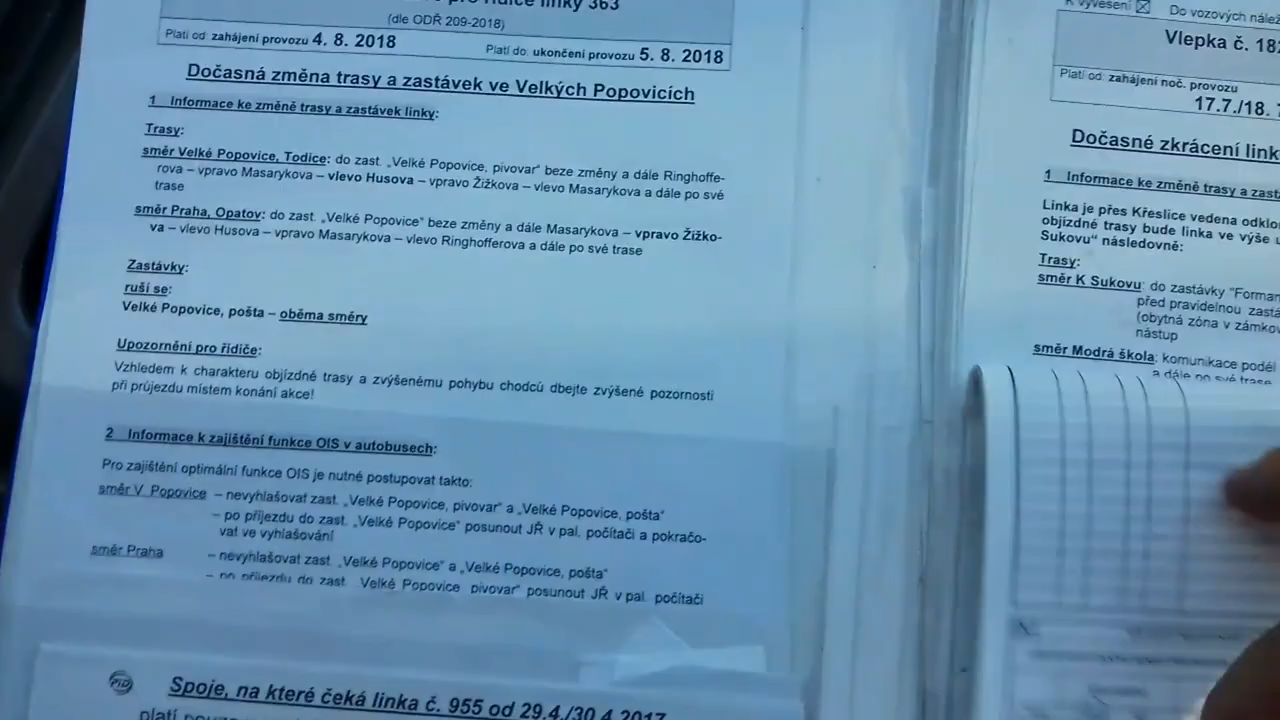 pro řidiče linky 363
(dle ODŘ 209-2018)
Platí od: zahájení provozu 4. 8. 2018 Platí do: ukončení provozu 5. 8. 2018
Dočasná změna trasy a zastávek ve Velkých Popovicích
1 Informace ke změně trasy a zastávek linky:
Trasy:
směr Velké Popovice, Todice: do zast. „Velké Popovice, pivovar" beze změny a dále Ringhoffe-
rova – vpravo Masarykova – vlevo Husova – vpravo Žižkova – vlevo Masarykova a dále po své
trase
směr Praha, Opatov: do zast. „Velké Popovice" beze změny a dále Masarykova – vpravo Žižko-
va – vlevo Husova – vpravo Masarykova – vlevo Ringhofferova a dále po své trase
Zastávky:
ruší se:
Velké Popovice, pošta – oběma směry
Upozornění pro řidiče:
Vzhledem k charakteru objízdné trasy a zvýšenému pohybu chodců dbejte zvýšené pozornosti
při průjezdu místem konání akce!
2 Informace k zajištění funkce OIS v autobusech:
Pro zajištění optimální funkce OIS je nutné postupovat takto:
směr V. Popovice – nevyhlašovat zast. „Velké Popovice, pivovar" a „Velké Popovice, pošta"
– po příjezdu do zast. „Velké Popovice" posunout JŘ v pal. počítači a pokračo-
vat ve vyhlašování
směr Praha – nevyhlašovat zast. „Velké Popovice" a „Velké Popovice, pošta"
– po příjezdu do zast. „Velké Popovice pivovar" posunout JŘ v pal. počítači
PID
Spoje, na které čeká linka č. 955 od 29.4./30.4.2017
platí
K vyvěšení ☒ Do vozových nálež
Vlepka č. 182
Platí od: zahájení noč. provozu
17.7./18.
Dočasné zkrácení link
1 Informace ke změně trasy a zast
Linka je přes Křeslice vedena odklo
objízdné trasy bude linka ve výše u
Sukovu" následovně:
Trasy:
směr K Sukovu: do zastávky "Forman
před pravidelnou zastá
(obytná zóna v zámkov
nástup
směr Modrá škola: komunikace podél
a dále po své trase